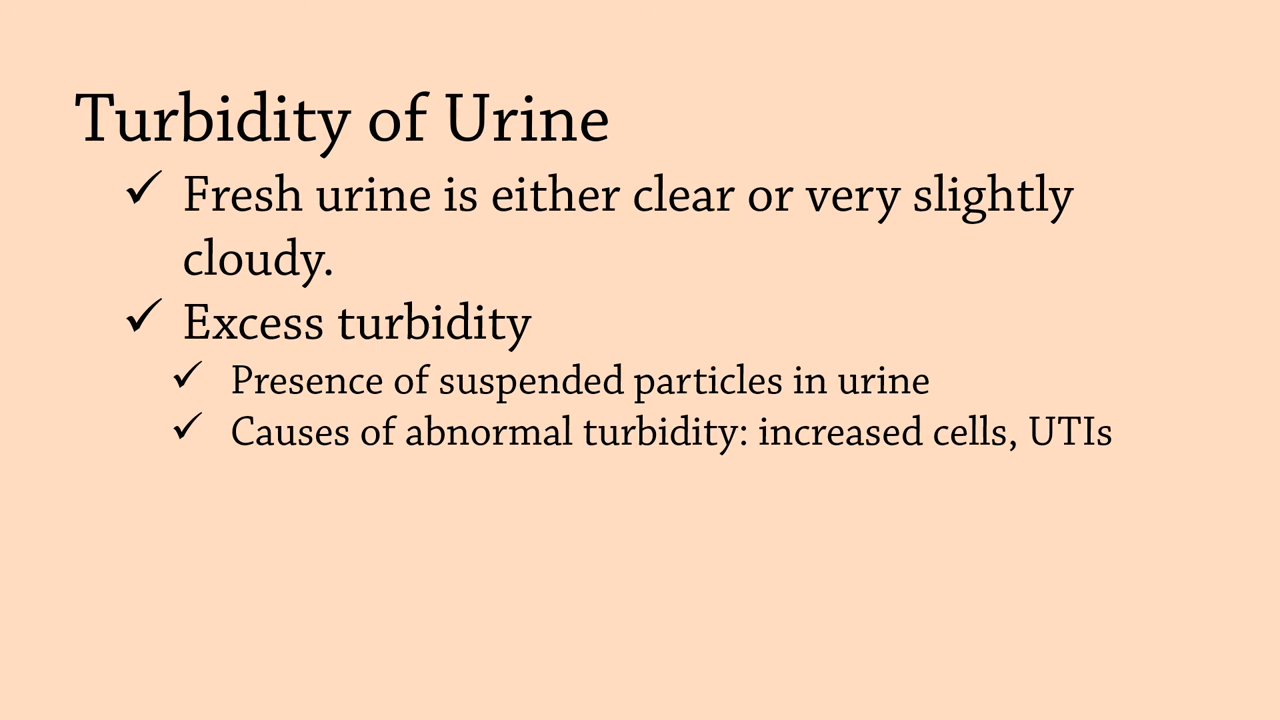 Turbidity of Urine
✓ Fresh urine is either clear or very slightly
cloudy.
✓ Excess turbidity
✓ Presence of suspended particles in urine
✓ Causes of abnormal turbidity: increased cells, UTIs